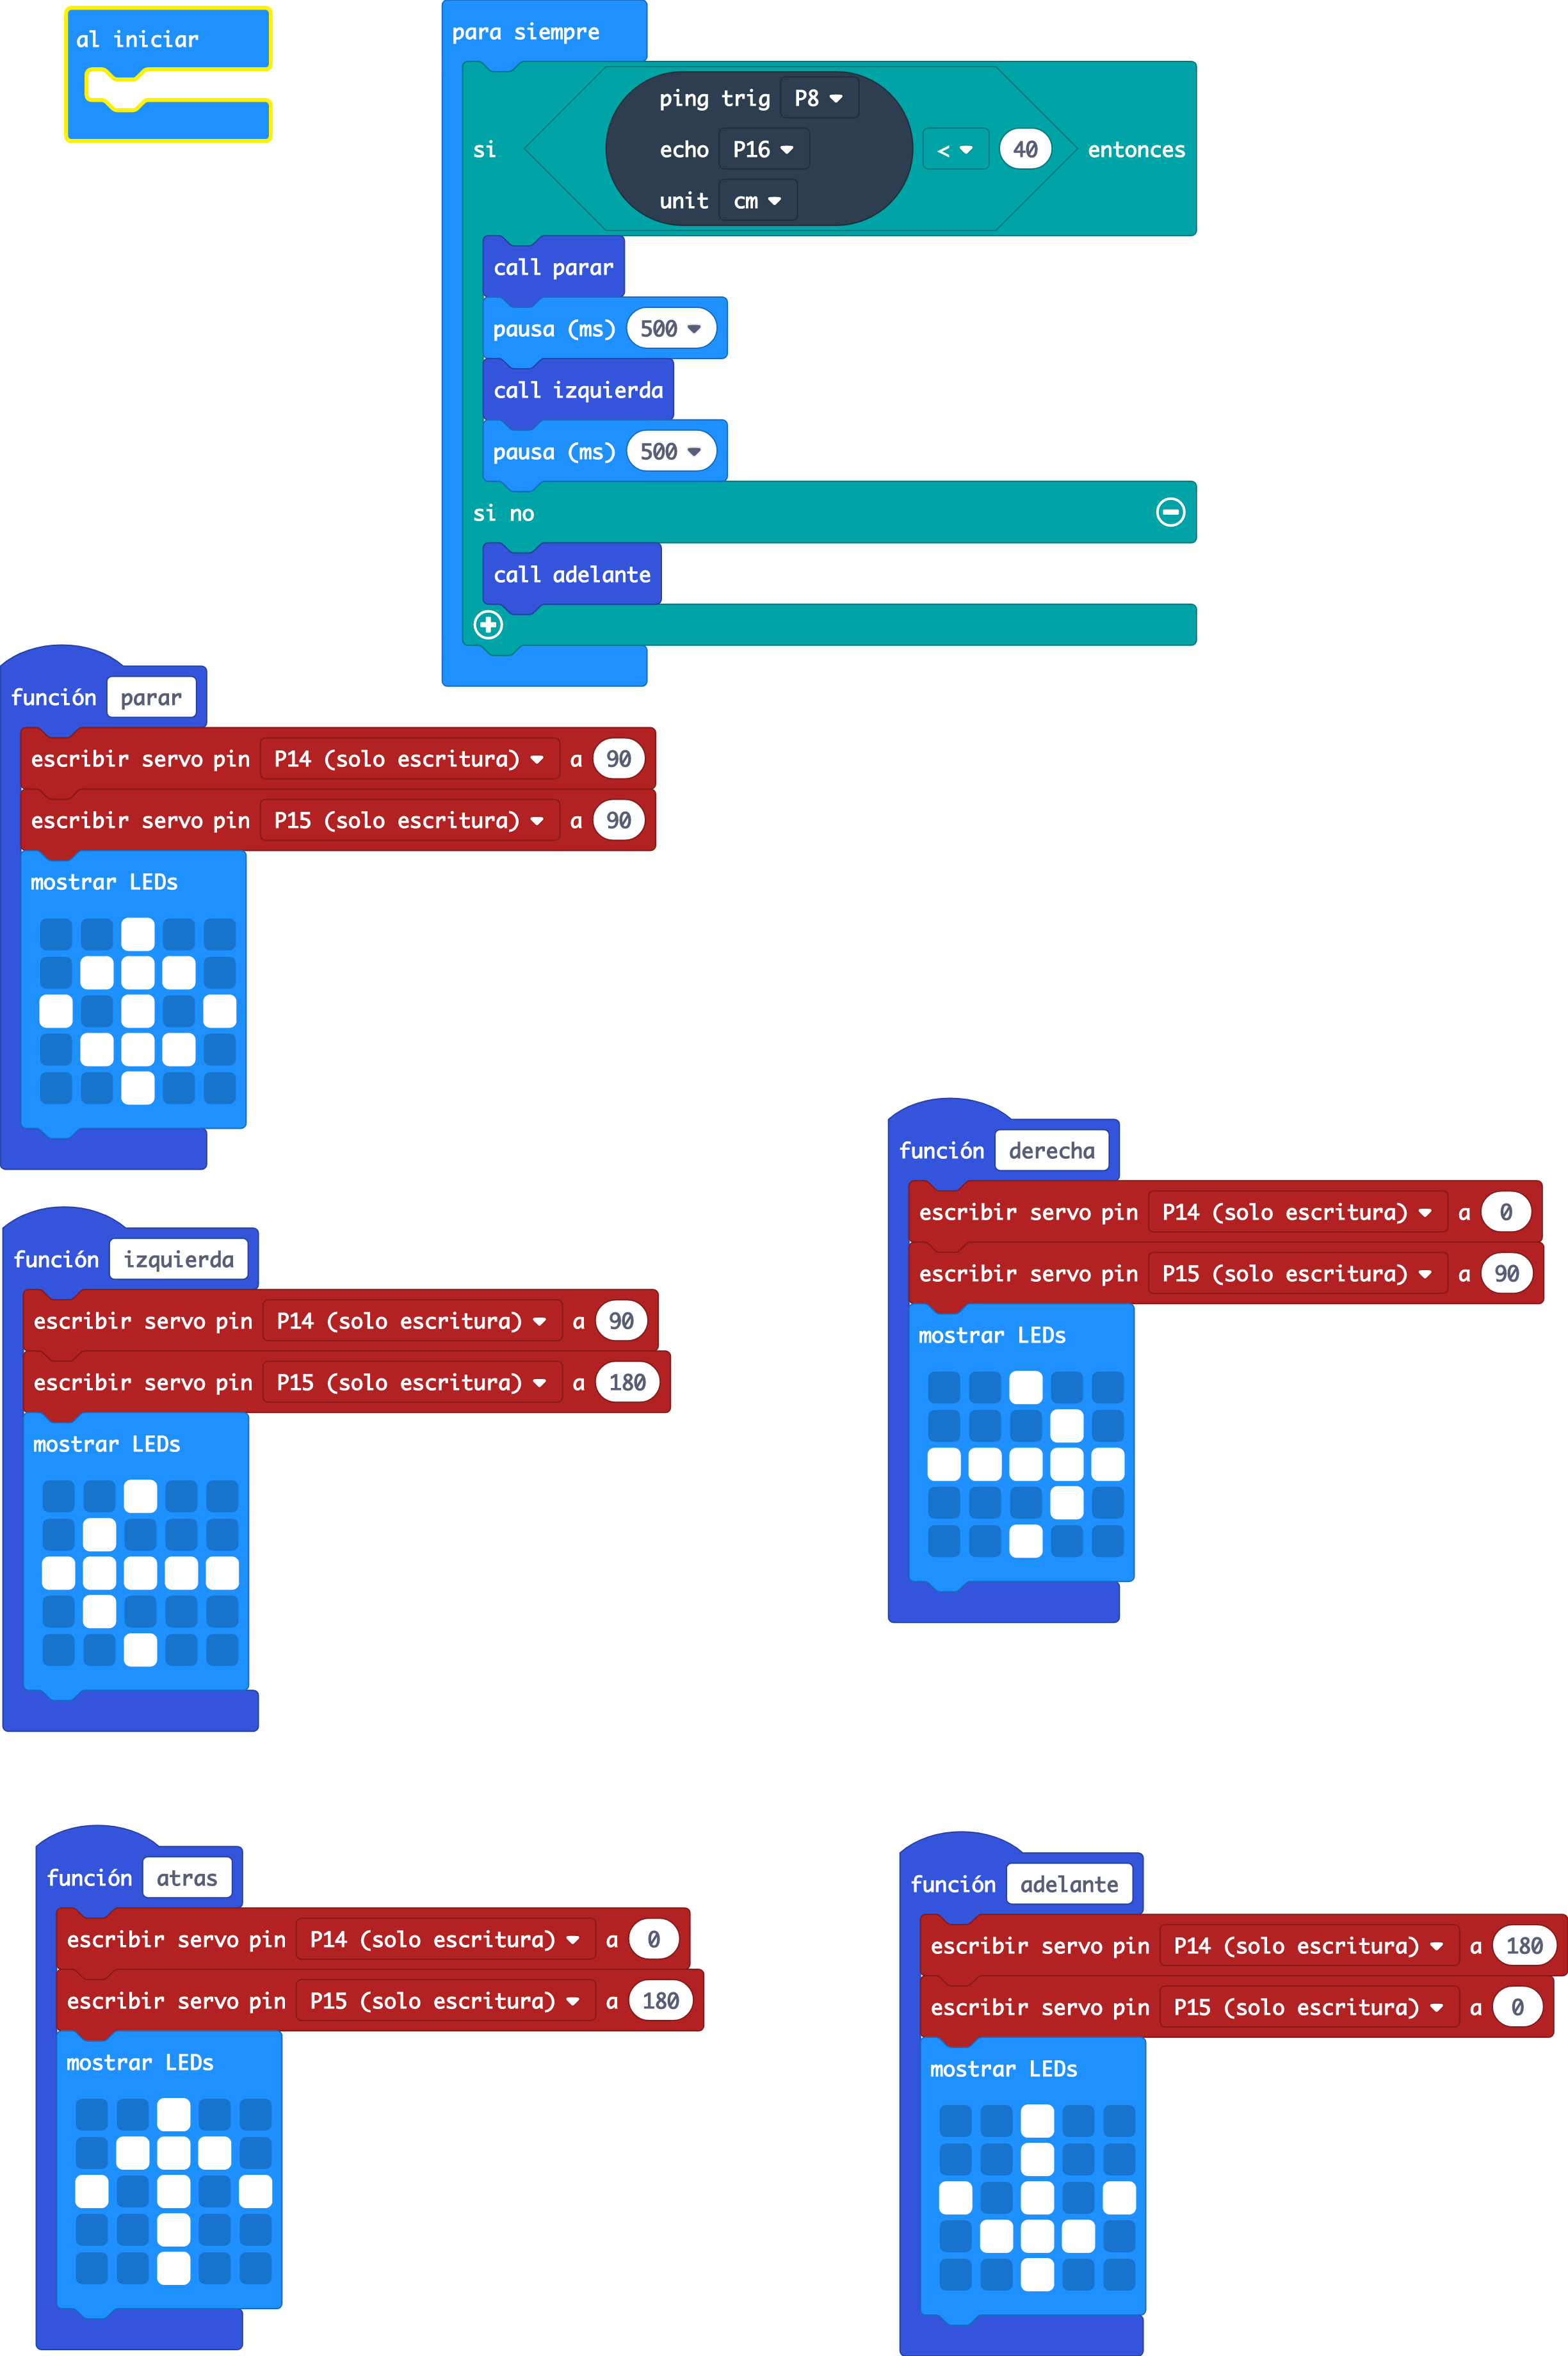 al iniciar
para siempre
si ping trig P8 echo P16 unit cm < 40 entonces
call parar
pausa (ms) 500
call izquierda
pausa (ms) 500
si no
call adelante
función parar
escribir servo pin P14 (solo escritura) a 90
escribir servo pin P15 (solo escritura) a 90
mostrar LEDs
función derecha
escribir servo pin P14 (solo escritura) a 0
escribir servo pin P15 (solo escritura) a 90
mostrar LEDs
función izquierda
escribir servo pin P14 (solo escritura) a 90
escribir servo pin P15 (solo escritura) a 180
mostrar LEDs
función atras
escribir servo pin P14 (solo escritura) a 0
escribir servo pin P15 (solo escritura) a 180
mostrar LEDs
función adelante
escribir servo pin P14 (solo escritura) a 180
escribir servo pin P15 (solo escritura) a 0
mostrar LEDs